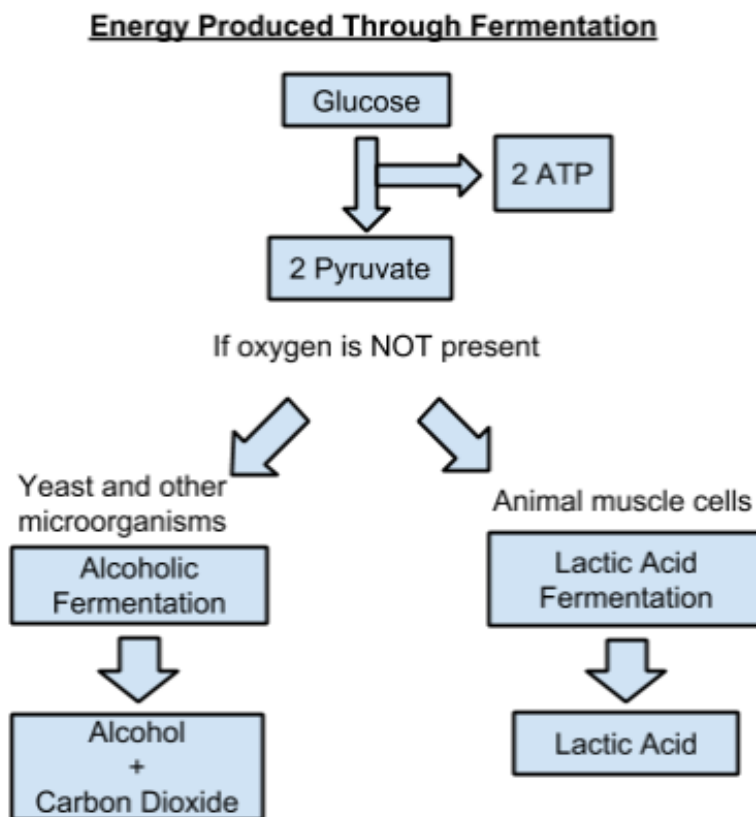 Energy Produced Through Fermentation
Glucose
2 ATP
2 Pyruvate
If oxygen is NOT present
Yeast and other
microorganisms
Alcoholic
Fermentation
Alcohol
+
Carbon Dioxide
Animal muscle cells
Lactic Acid
Fermentation
Lactic Acid